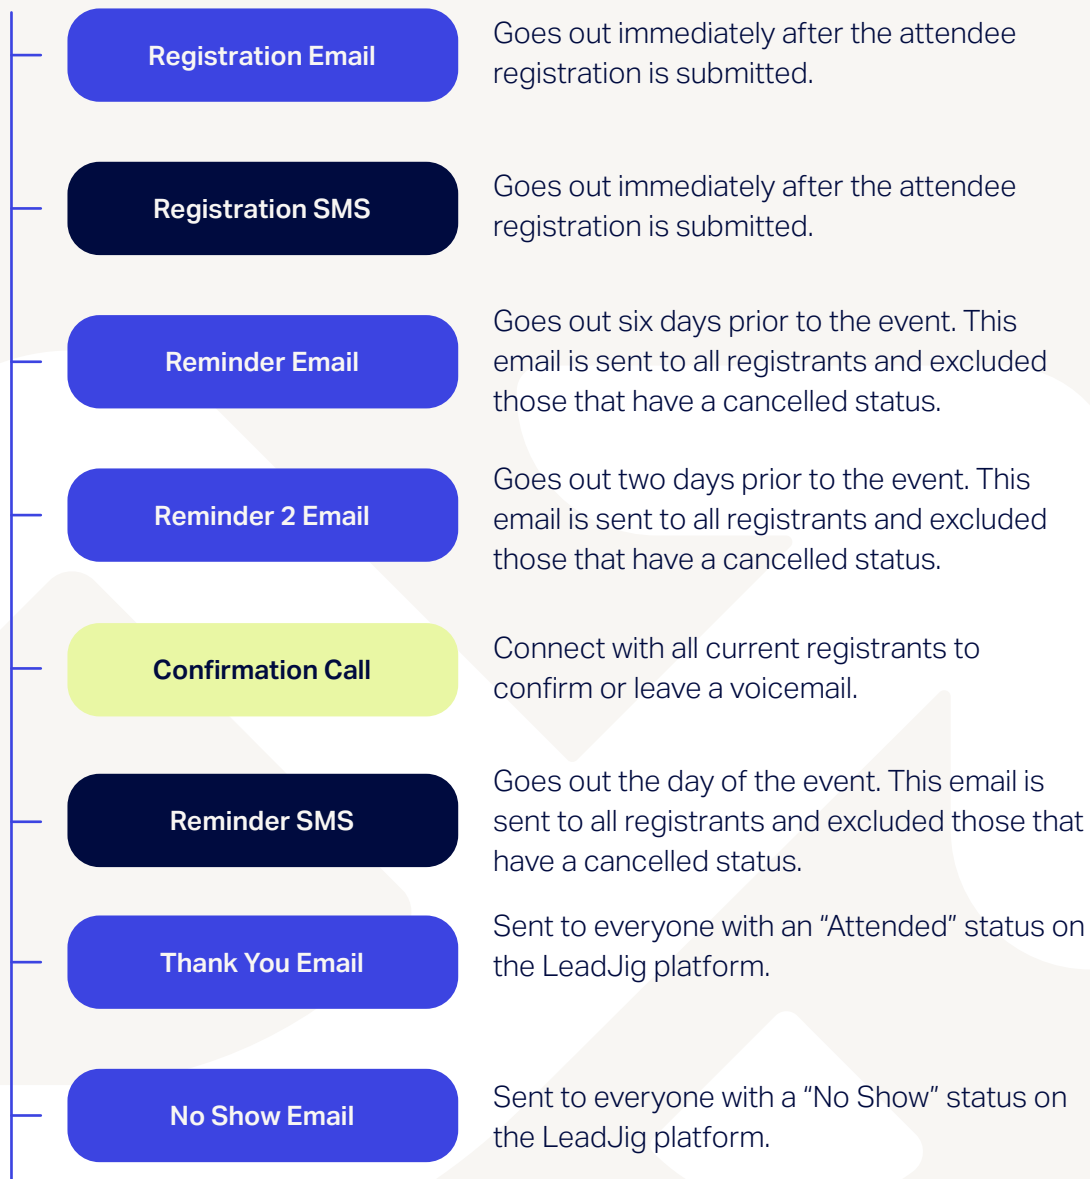 Registration Email
Goes out immediately after the attendee
registration is submitted.
Registration SMS
Goes out immediately after the attendee
registration is submitted.
Reminder Email
Goes out six days prior to the event. This
email is sent to all registrants and excluded
those that have a cancelled status.
Reminder 2 Email
Goes out two days prior to the event. This
email is sent to all registrants and excluded
those that have a cancelled status.
Confirmation Call
Connect with all current registrants to
confirm or leave a voicemail.
Reminder SMS
Goes out the day of the event. This email is
sent to all registrants and excluded those that
have a cancelled status.
Thank You Email
Sent to everyone with an “Attended” status on
the LeadJig platform.
No Show Email
Sent to everyone with a “No Show” status on
the LeadJig platform.